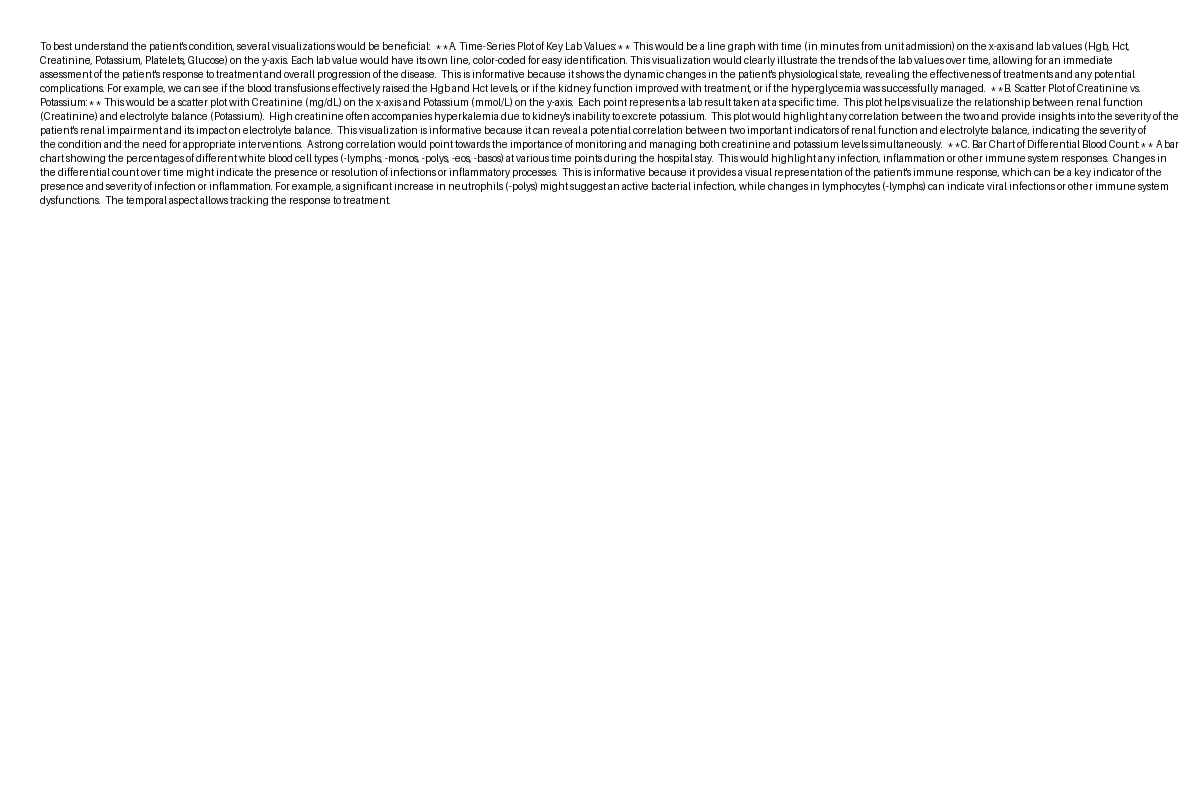 To best understand the patient's condition, several visualizations would be beneficial:  **A. Time-Series Plot of Key Lab Values:** This would be a line graph with time (in minutes from unit admission) on the x-axis and lab values (Hgb, Hct,
Creatinine, Potassium, Platelets, Glucose) on the y-axis. Each lab value would have its own line, color-coded for easy identification. This visualization would clearly illustrate the trends of the lab values over time, allowing for an immediate
assessment of the patient's response to treatment and overall progression of the disease.  This is informative because it shows the dynamic changes in the patient's physiological state, revealing the effectiveness of treatments and any potential
complications. For example, we can see if the blood transfusions effectively raised the Hgb and Hct levels, or if the kidney function improved with treatment, or if the hyperglycemia was successfully managed.  **B. Scatter Plot of Creatinine vs.
Potassium:** This would be a scatter plot with Creatinine (mg/dL) on the x-axis and Potassium (mmol/L) on the y-axis.  Each point represents a lab result taken at a specific time.  This plot helps visualize the relationship between renal function
(Creatinine) and electrolyte balance (Potassium).  High creatinine often accompanies hyperkalemia due to kidney's inability to excrete potassium.  This plot would highlight any correlation between the two and provide insights into the severity of the
patient's renal impairment and its impact on electrolyte balance.  This visualization is informative because it can reveal a potential correlation between two important indicators of renal function and electrolyte balance, indicating the severity of
the condition and the need for appropriate interventions.  A strong correlation would point towards the importance of monitoring and managing both creatinine and potassium levels simultaneously.  **C. Bar Chart of Differential Blood Count:** A bar
chart showing the percentages of different white blood cell types (-lymphs, -monos, -polys, -eos, -basos) at various time points during the hospital stay.  This would highlight any infection, inflammation or other immune system responses.  Changes in
the differential count over time might indicate the presence or resolution of infections or inflammatory processes.  This is informative because it provides a visual representation of the patient's immune response, which can be a key indicator of the
presence and severity of infection or inflammation.  For example, a significant increase in neutrophils (-polys) might suggest an active bacterial infection, while changes in lymphocytes (-lymphs) can indicate viral infections or other immune system
dysfunctions.  The temporal aspect allows tracking the response to treatment.